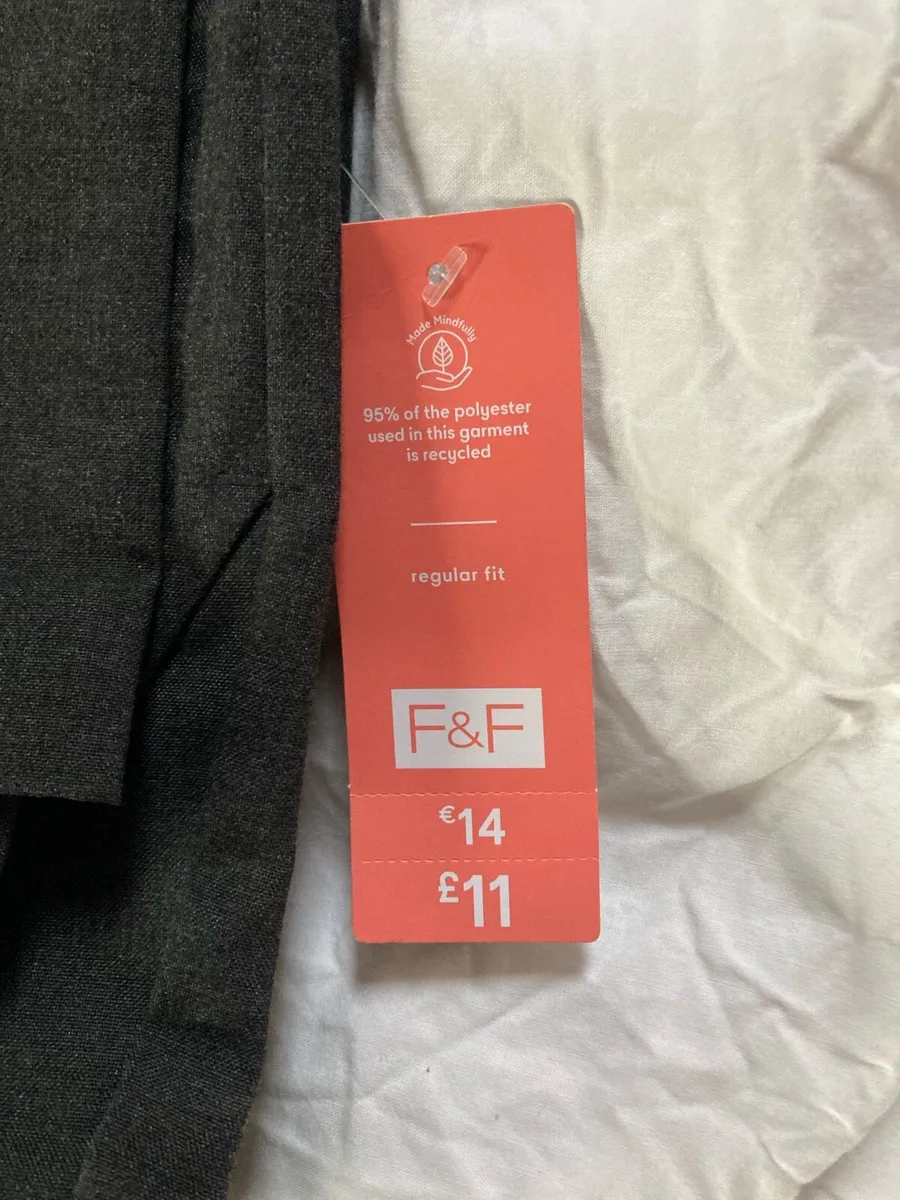 Made Mindfully
95% of the polyester
used in this garment
is recycled
regular fit
F&F
€14
£11